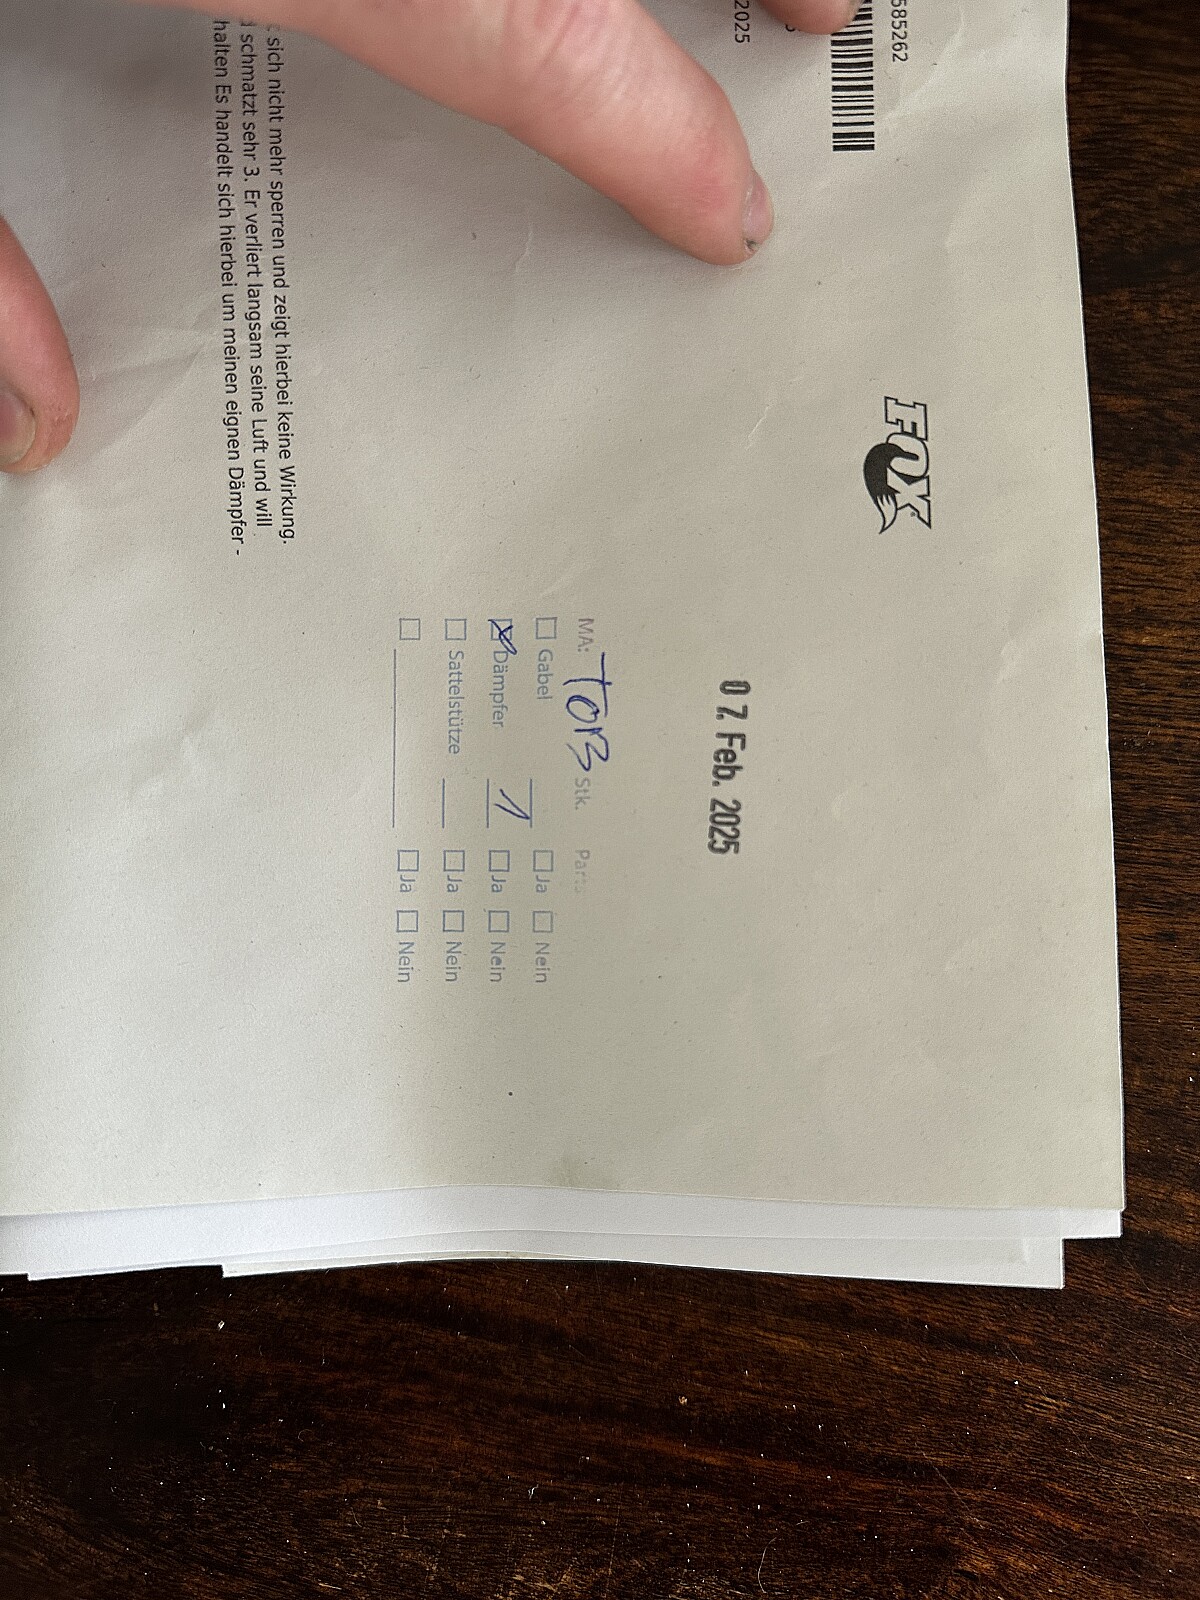 585262
2025
FOX
07. Feb. 2025
MA: TOB Stk. Parts
Gabel Ja Nein
Dämpfer 1 Ja Nein
Sattelstütze Ja Nein
Ja Nein
sich nicht mehr sperren und zeigt hierbei keine Wirkung.
schmatzt sehr 3. Er verliert langsam seine Luft und will
halten Es handelt sich hierbei um meinen eignen Dämpfer -